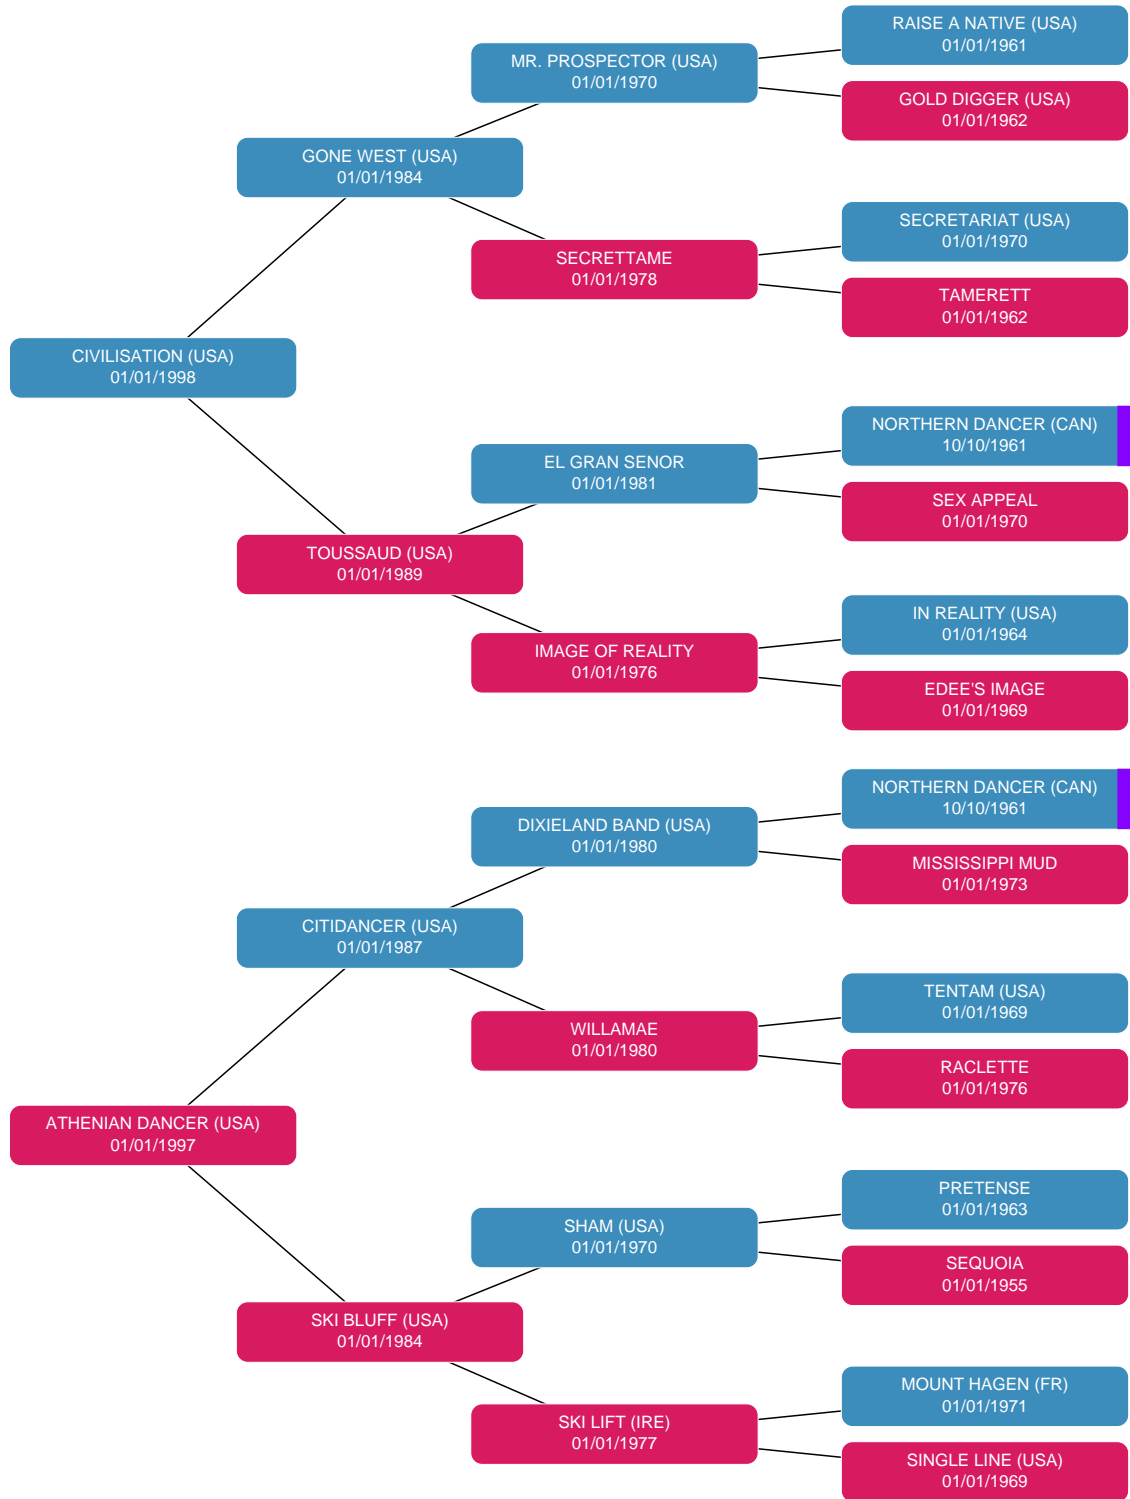 RAISE A NATIVE (USA)
01/01/1961
MR. PROSPECTOR (USA)
01/01/1970
GOLD DIGGER (USA)
01/01/1962
GONE WEST (USA)
01/01/1984
SECRETARIAT (USA)
01/01/1970
SECRETTAME
01/01/1978
TAMERETT
01/01/1962
CIVILISATION (USA)
01/01/1998
NORTHERN DANCER (CAN)
10/10/1961
EL GRAN SENOR
01/01/1981
SEX APPEAL
01/01/1970
TOUSSAUD (USA)
01/01/1989
IN REALITY (USA)
01/01/1964
IMAGE OF REALITY
01/01/1976
EDEE'S IMAGE
01/01/1969
NORTHERN DANCER (CAN)
10/10/1961
DIXIELAND BAND (USA)
01/01/1980
MISSISSIPPI MUD
01/01/1973
CITIDANCER (USA)
01/01/1987
TENTAM (USA)
01/01/1969
WILLAMAE
01/01/1980
RACLETTE
01/01/1976
ATHENIAN DANCER (USA)
01/01/1997
PRETENSE
01/01/1963
SHAM (USA)
01/01/1970
SEQUOIA
01/01/1955
SKI BLUFF (USA)
01/01/1984
MOUNT HAGEN (FR)
01/01/1971
SKI LIFT (IRE)
01/01/1977
SINGLE LINE (USA)
01/01/1969